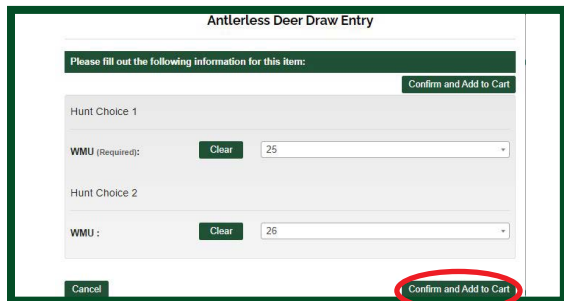 Antlerless Deer Draw Entry
Please fill out the following information for this item:
Confirm and Add to Cart
Hunt Choice 1
WMU (Required): Clear 25
Hunt Choice 2
WMU : Clear 26
Cancel Confirm and Add to Cart